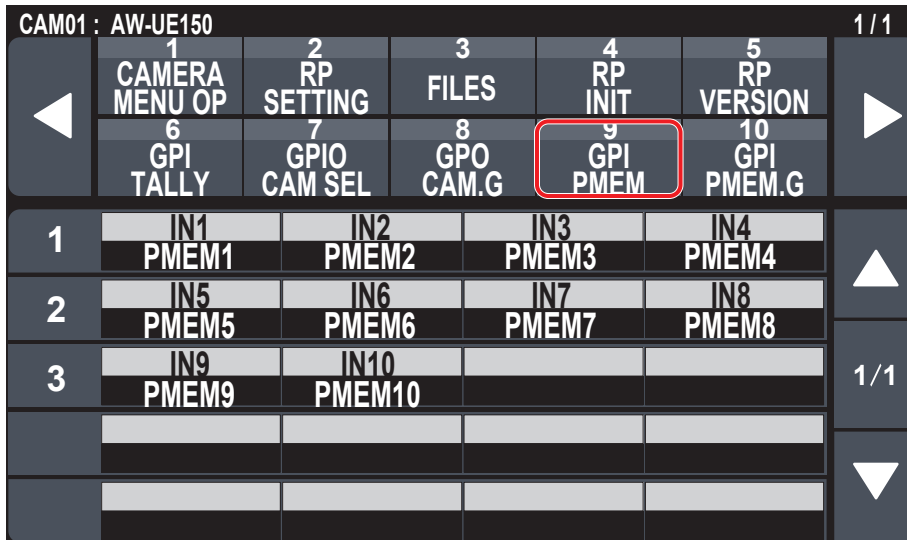 CAM01 : AW-UE150 1 / 1
1 2 3 4 5
CAMERA MENU OP RP SETTING FILES RP INIT RP VERSION
6 7 8 9 10
GPI TALLY GPIO CAM SEL GPO CAM.G GPI PMEM GPI PMEM.G
1 IN1 IN2 IN3 IN4
PMEM1 PMEM2 PMEM3 PMEM4
2 IN5 IN6 IN7 IN8
PMEM5 PMEM6 PMEM7 PMEM8
3 IN9 IN10
PMEM9 PMEM10
1/1